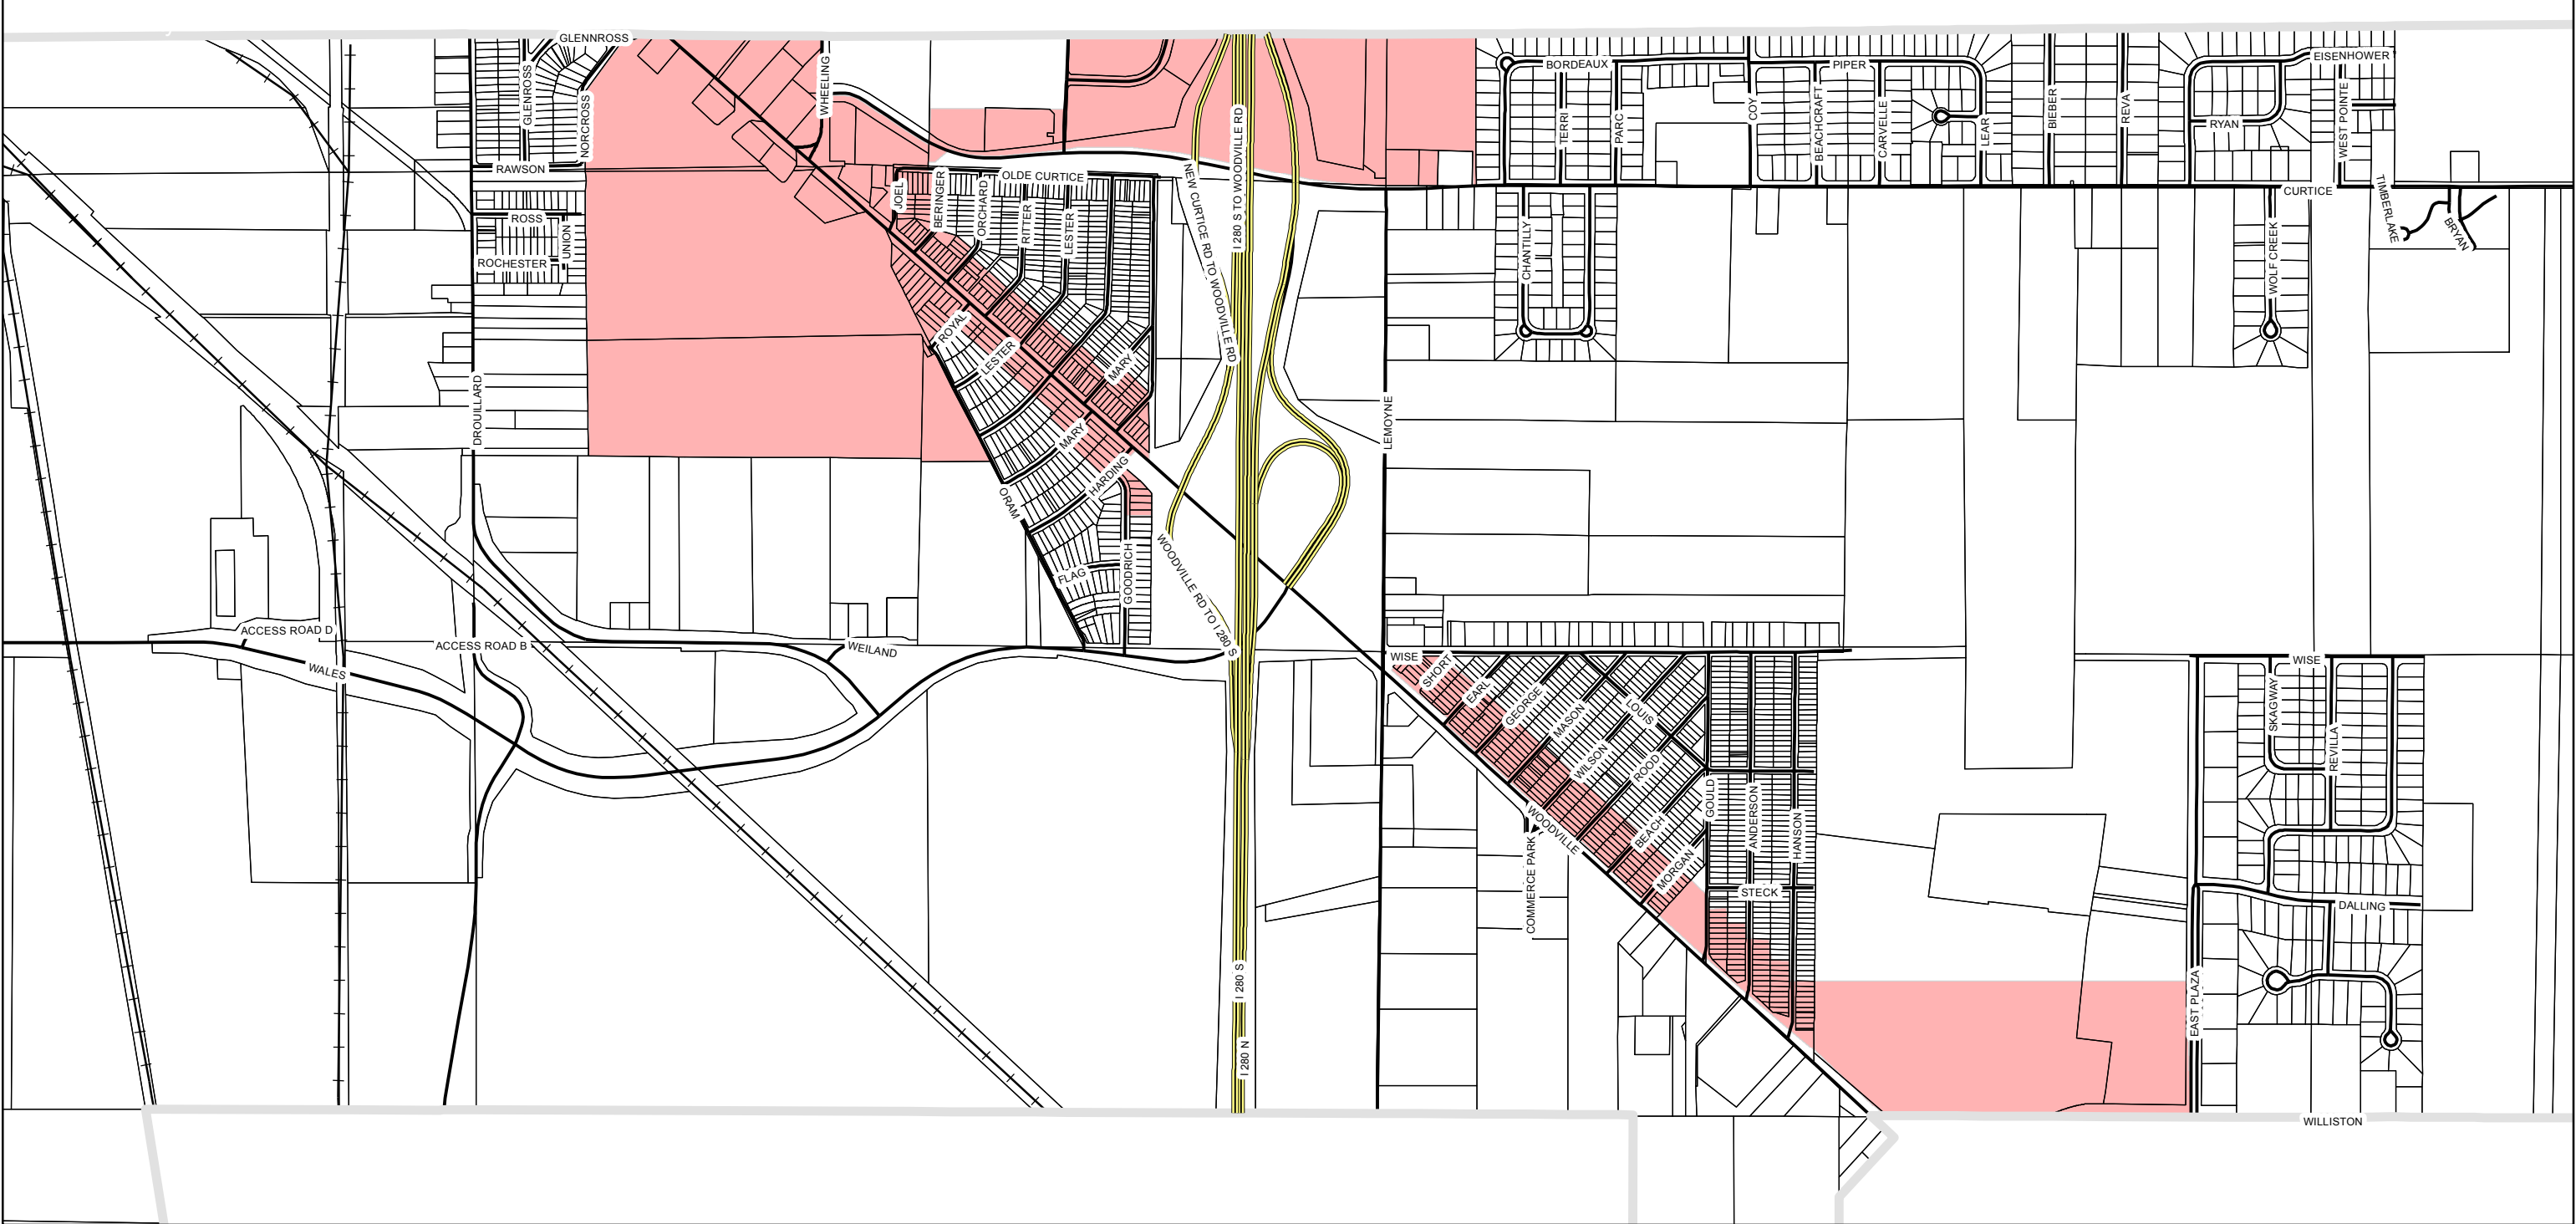 GLENNROSS
EISENHOWER
BORDEAUX
PIPER
WHEELING
GLENROSS
NORCROSS
COY
BEACHCRAFT
CARVELLE
LEAR
BIEBER
REVA
WEST POINTE
TERRI
PARC
RYAN
I 280 S TO WOODVILLE RD
RAWSON
OLDE CURTICE
JOEL
BERINGER
ORCHARD
RITTER
LESTER
NEW CURTICE RD TO WOODVILLE RD
CURTICE
TIMBERLAKE
BRYAN
ROSS
UNION
ROCHESTER
CHANTILLY
WOLF CREEK
ROYAL
LESTER
MARY
DROUILLARD
LEMOYNE
MARY
HARDING
ORAM
FLAG
GOODRICH
WOODVILLE RD TO I 280 S
ACCESS ROAD D
ACCESS ROAD B
WEILAND
WALES
WISE
WISE
SHORT
EARL
GEORGE
MASON
LOUIS
WILSON
ROOD
SKAGWAY
REVILLA
WOODVILLE
COMMERCE PARK
BEACH
MORGAN
GOULD
ANDERSON
HANSON
STECK
DALLING
EAST PLAZA
I 280 S
I 280 N
WILLISTON